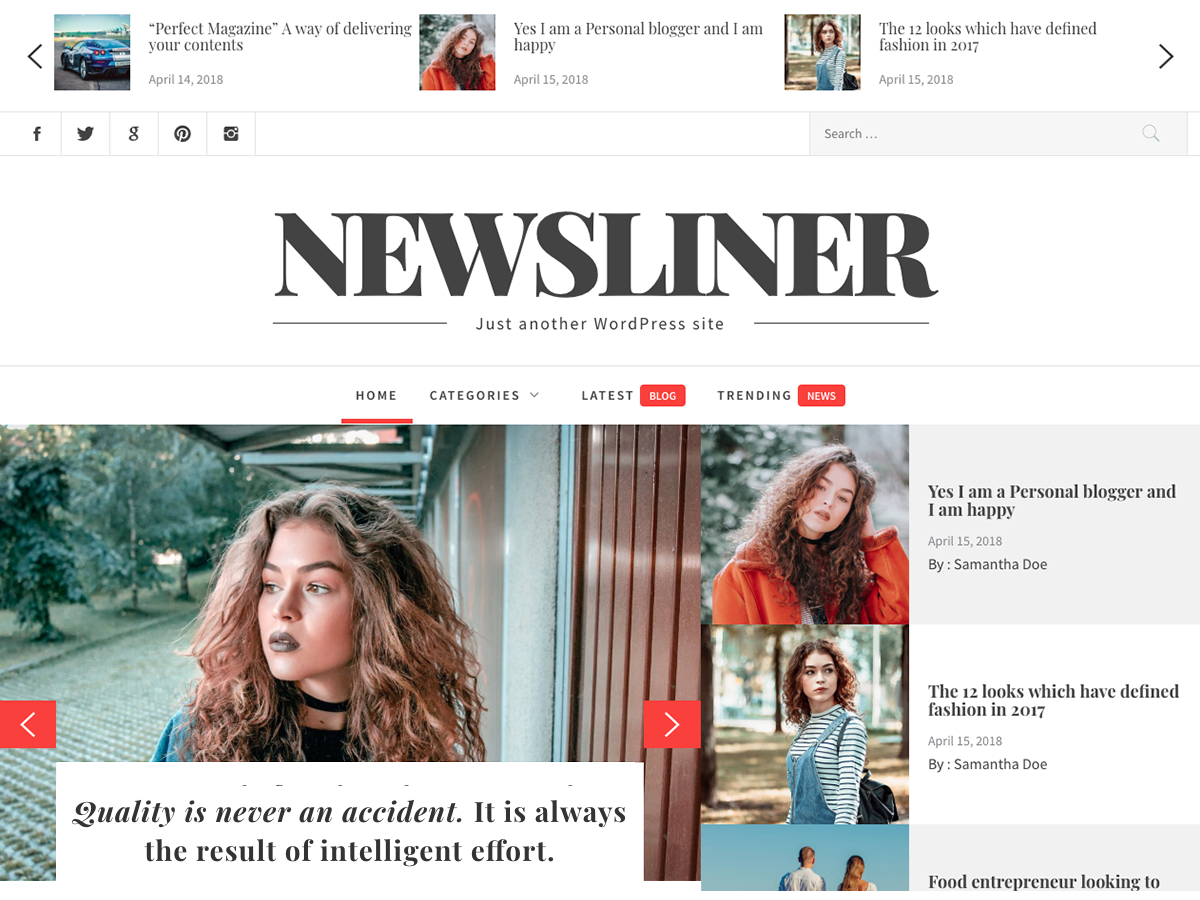 “Perfect Magazine” A way of delivering
your contents
April 14, 2018
Yes I am a Personal blogger and I am
happy
April 15, 2018
The 12 looks which have defined
fashion in 2017
April 15, 2018
Search …
NEWSLINER
Just another WordPress site
HOME
CATEGORIES
LATEST BLOG
TRENDING NEWS
Quality is never an accident. It is always
the result of intelligent effort.
Yes I am a Personal blogger and
I am happy
April 15, 2018
By : Samantha Doe
The 12 looks which have defined
fashion in 2017
April 15, 2018
By : Samantha Doe
Food entrepreneur looking to